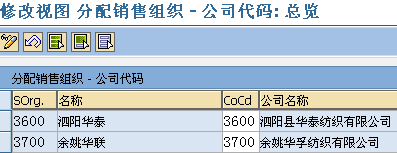 修改视图 分配销售组织 - 公司代码: 总览
分配销售组织 - 公司代码
SOrg. 名称 CoCd 公司名称
3600 泗阳华泰 3600 泗阳县华泰纺织有限公司
3700 余姚华联 3700 余姚华孚纺织有限公司